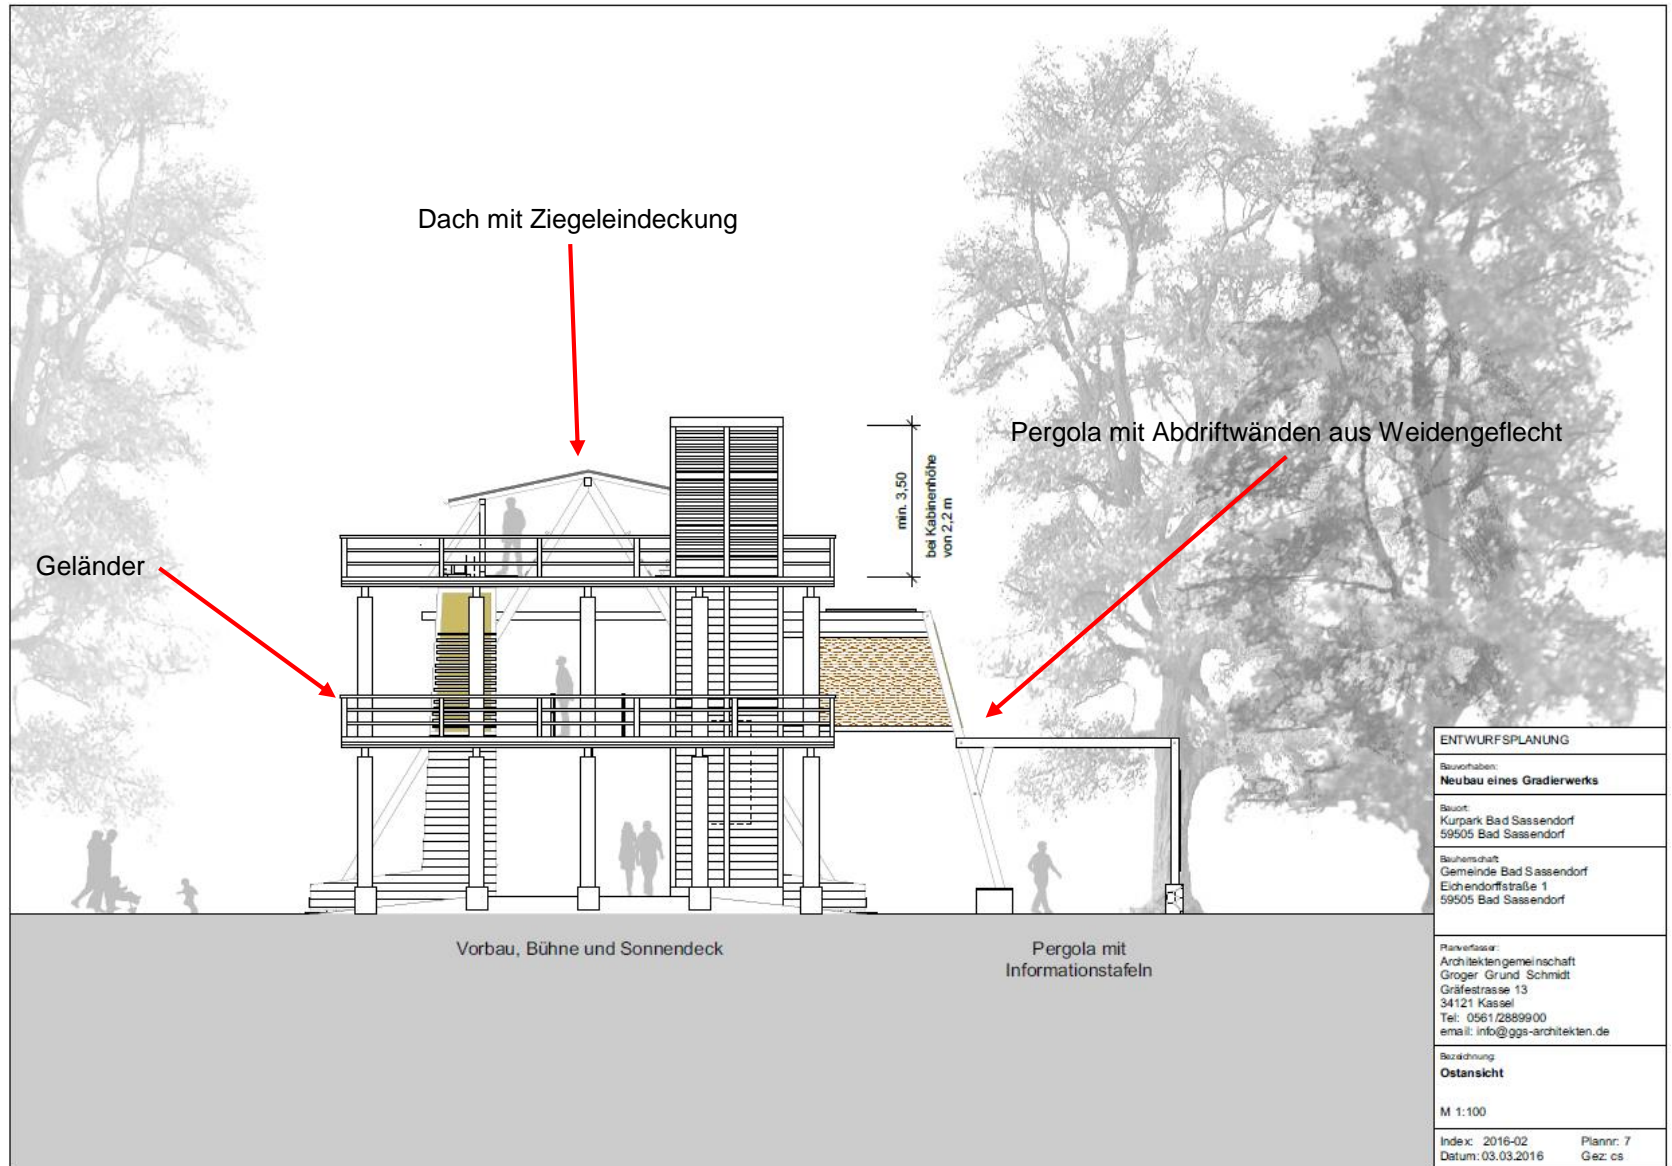 Dach mit Ziegeleindeckung
Pergola mit Abdriftwänden aus Weidengeflecht
min. 3,50
bei Kabinenhöhe
von 2,2 m
Geländer
Vorbau, Bühne und Sonnendeck
Pergola mit
Informationstafeln
ENTWURFSPLANUNG
Bauvorhaben:
Neubau eines Gradierwerks
Bauort:
Kurpark Bad Sassendorf
59505 Bad Sassendorf
Bauherrschaft:
Gemeinde Bad Sassendorf
Eichendorffstraße 1
59505 Bad Sassendorf
Planverfasser:
Architektengemeinschaft
Groger Grund Schmidt
Gräfestrasse 13
34121 Kassel
Tel: 0561/2889900
email: info@ggs-architekten.de
Bezeichnung:
Ostansicht
M 1:100
Index: 2016-02 Plannr: 7
Datum: 03.03.2016 Gez: cs